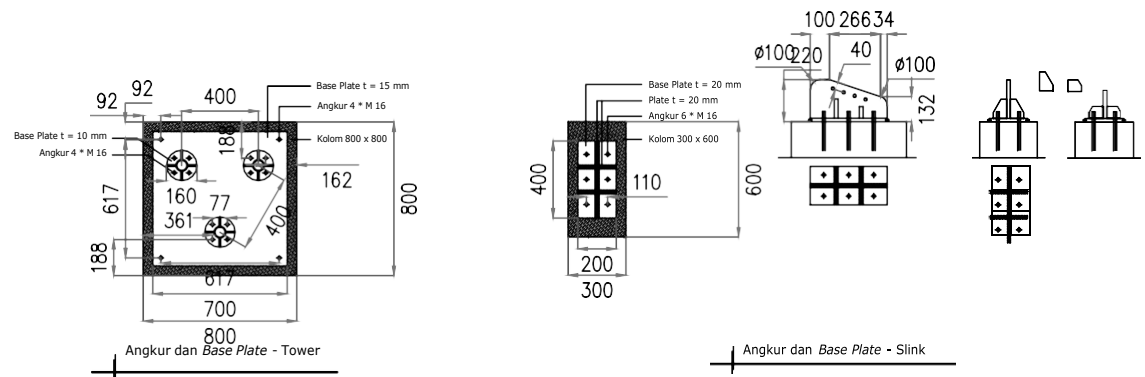 92
92
400
Base Plate t = 15 mm
Angkur 4 * M 16
Base Plate t = 10 mm
Angkur 4 * M 16
Kolom 800 x 800
188
162
160
77
361
400
617
188
800
617
700
800
Angkur dan Base Plate - Tower
Base Plate t = 20 mm
Plate t = 20 mm
Angkur 6 * M 16
Kolom 300 x 600
400
110
600
200
300
100
266
34
ø100
220
40
ø100
132
Angkur dan Base Plate - Slink